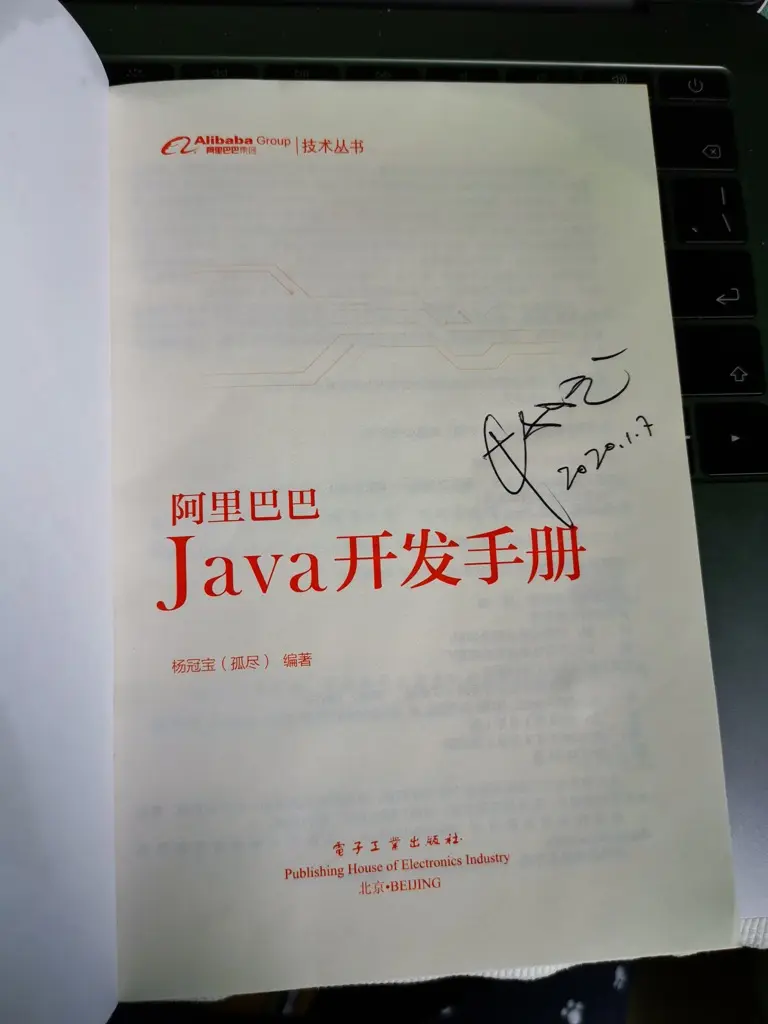 Alibaba Group
阿里巴巴集团
技术丛书
2020.1.7
阿里巴巴
Java开发手册
杨冠宝（孤尽） 编著
電子工業出版社
Publishing House of Electronics Industry
北京•BEIJING